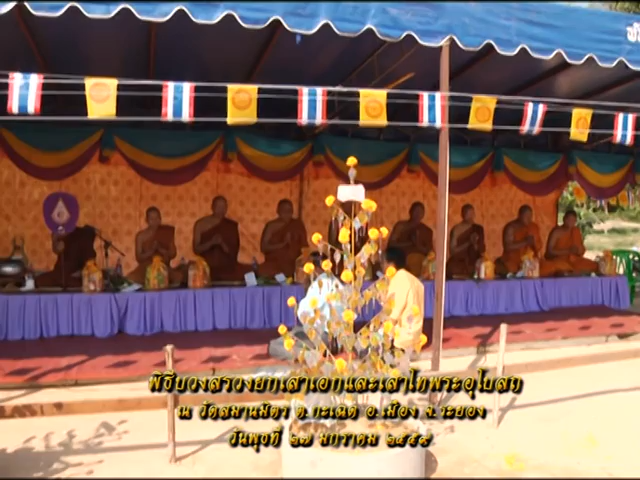 พิธีบวงสรวงยกเสาเอกและเสาโทพระอุโบสถ
ณ วัดสมานมิตร ต.กะเฉด อ.เมือง จ.ระยอง
วันพุธที่ ๒๗ มกราคม ๒๕๕๙